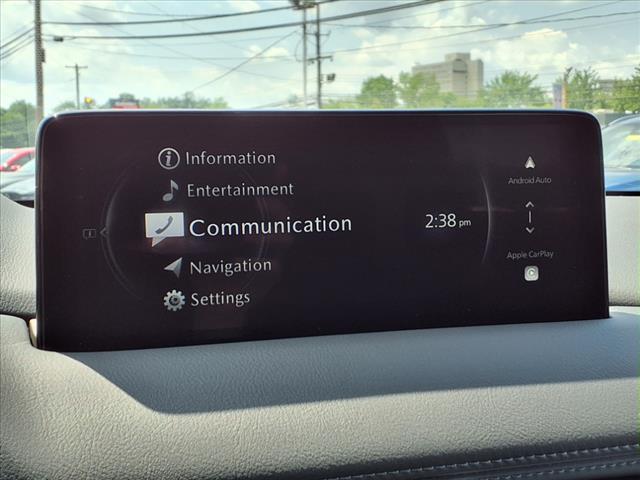 Information
Entertainment
Communication
Navigation
Settings
2:38 pm
Android Auto
Apple CarPlay